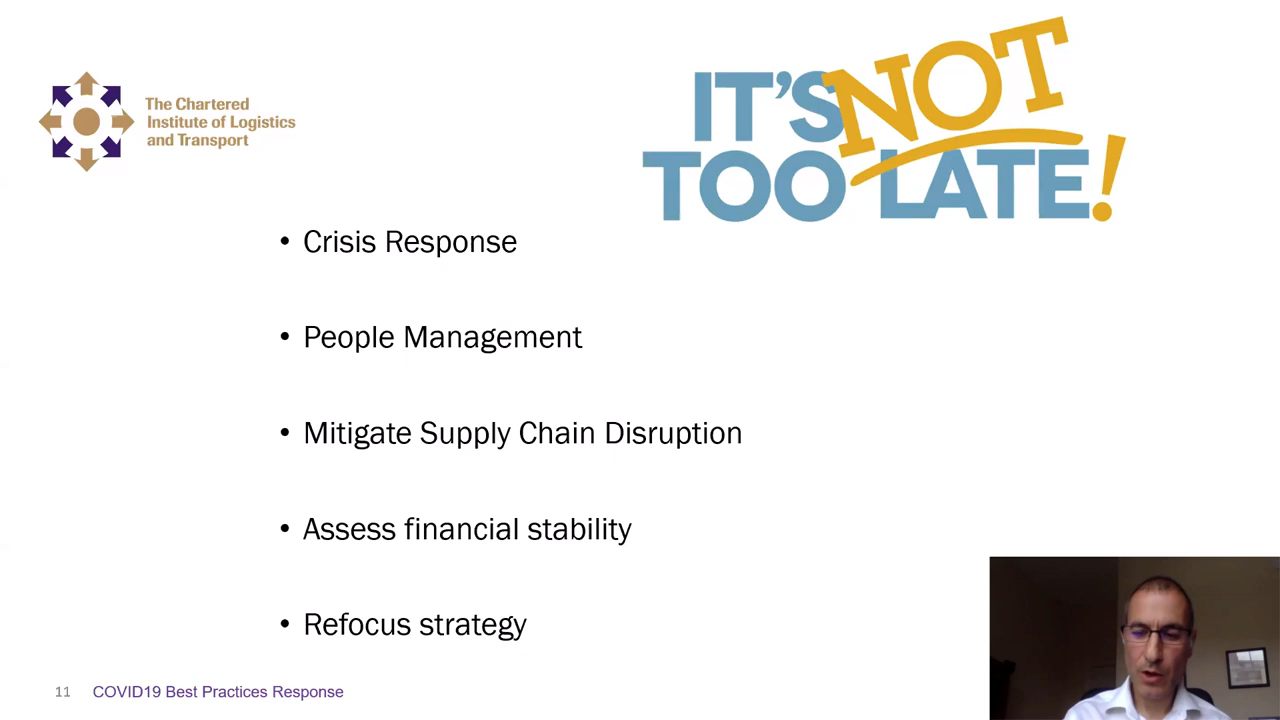 The Chartered
Institute of Logistics
and Transport
IT'S NOT
TOO LATE!
• Crisis Response
• People Management
• Mitigate Supply Chain Disruption
• Assess financial stability
• Refocus strategy
11 COVID19 Best Practices Response